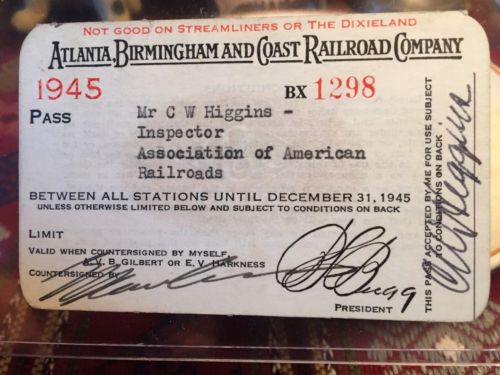 NOT GOOD ON STREAMLINERS OR THE DIXIELAND
ATLANTA, BIRMINGHAM AND COAST RAILROAD COMPANY
1945 BX 1298
PASS Mr C W Higgins -
Inspector
Association of American
Railroads
BETWEEN ALL STATIONS UNTIL DECEMBER 31, 1945
UNLESS OTHERWISE LIMITED BELOW AND SUBJECT TO CONDITIONS ON BACK
LIMIT
VALID WHEN COUNTERSIGNED BY MYSELF,
A. V. B. GILBERT OR E. V. HARKNESS
COUNTERSIGNED BY
PRESIDENT
THIS PASS ACCEPTED BY ME FOR USE SUBJECT
TO CONDITIONS ON BACK
CW Higgins